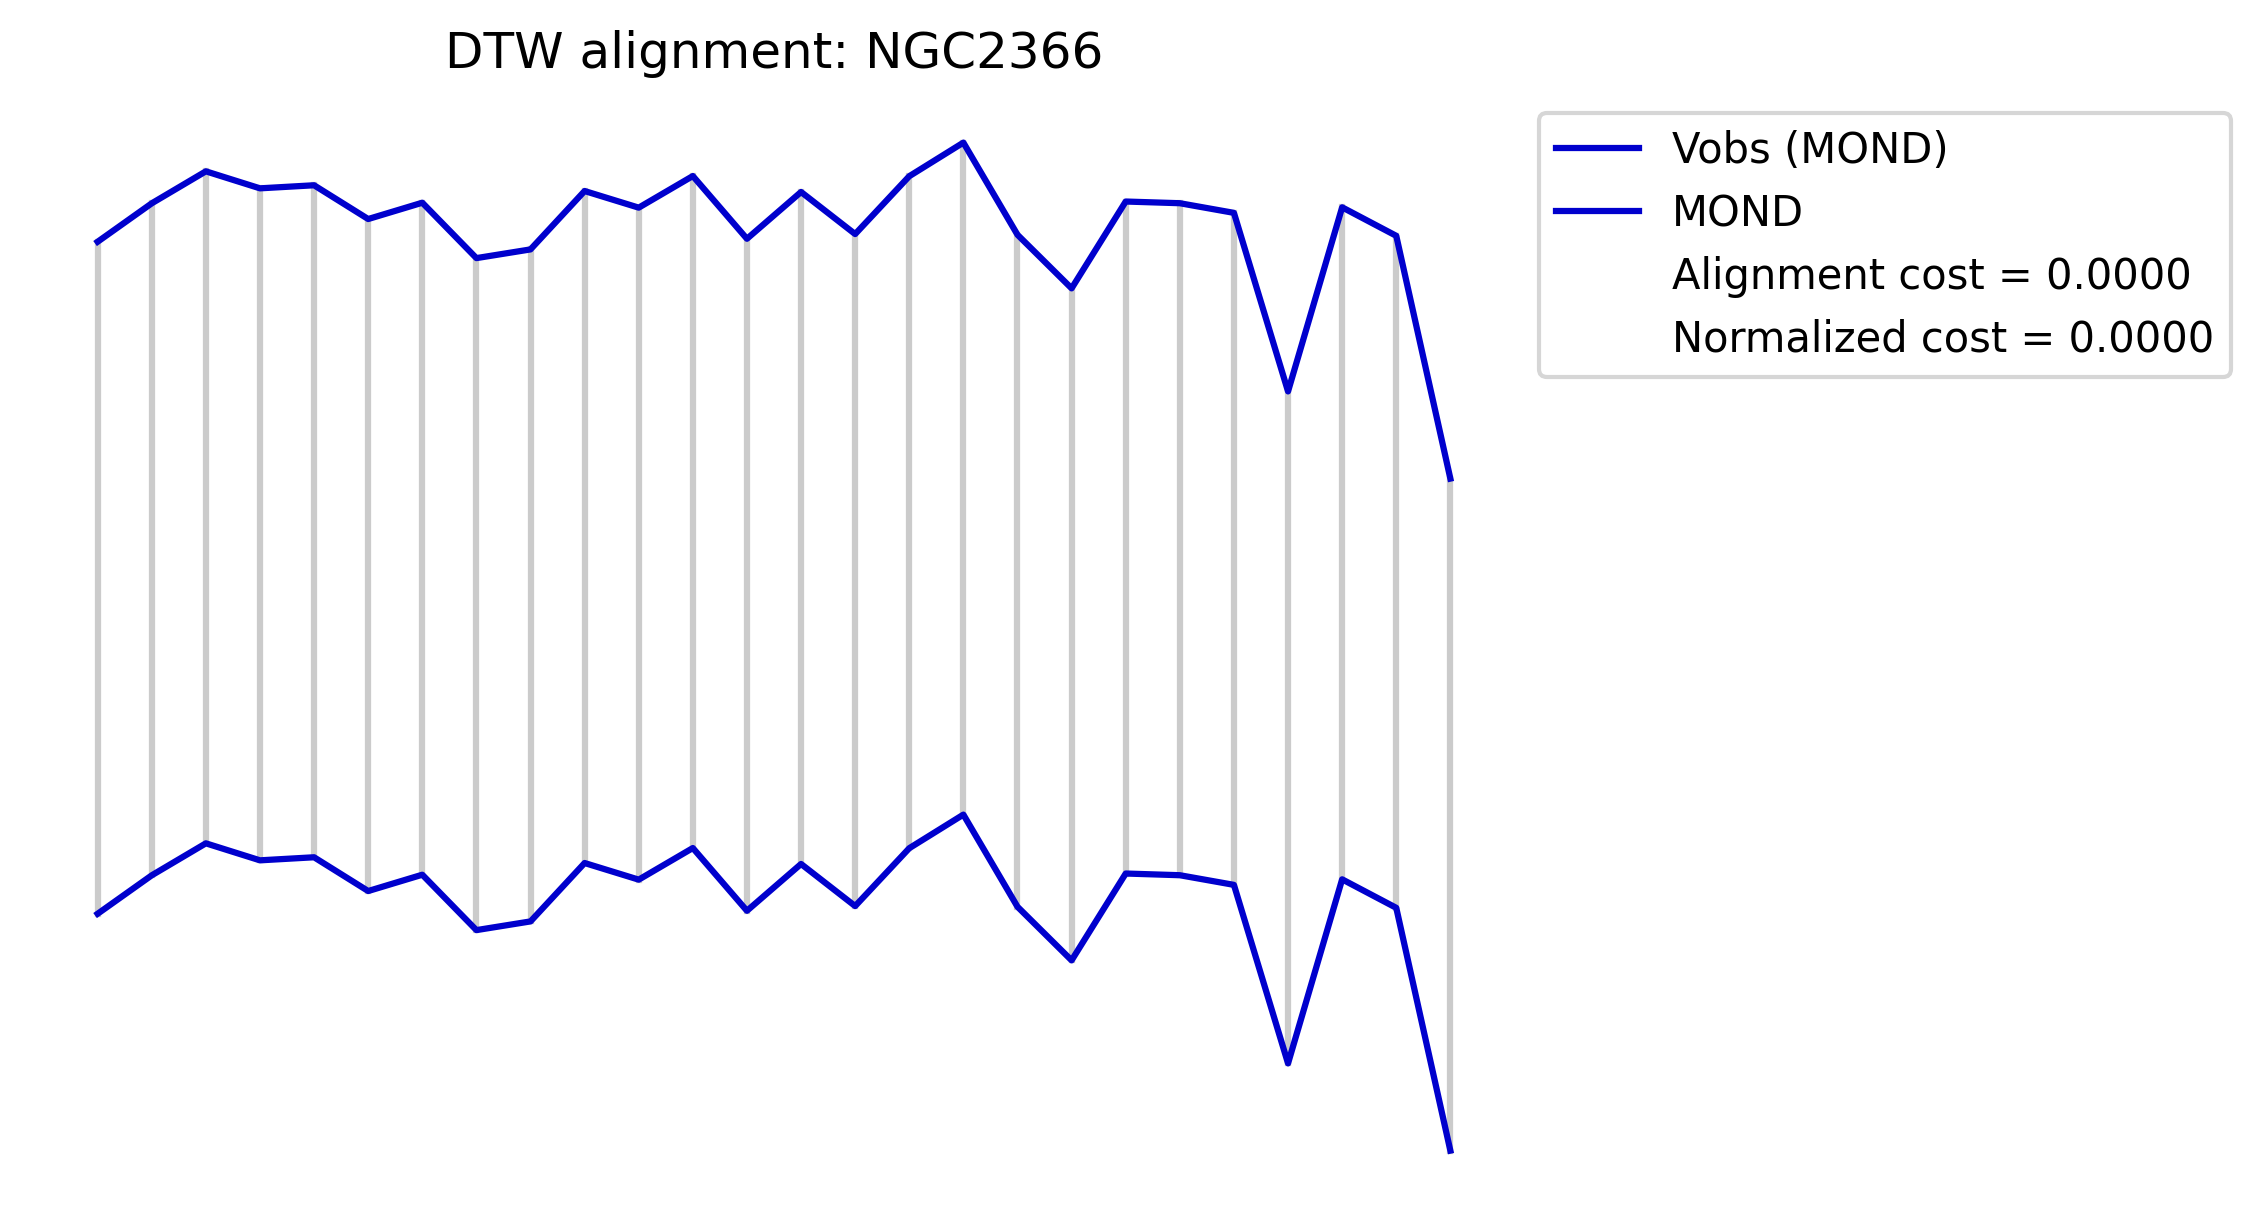 DTW alignment: NGC2366
Vobs (MOND)
MOND
Alignment cost = 0.0000
Normalized cost = 0.0000